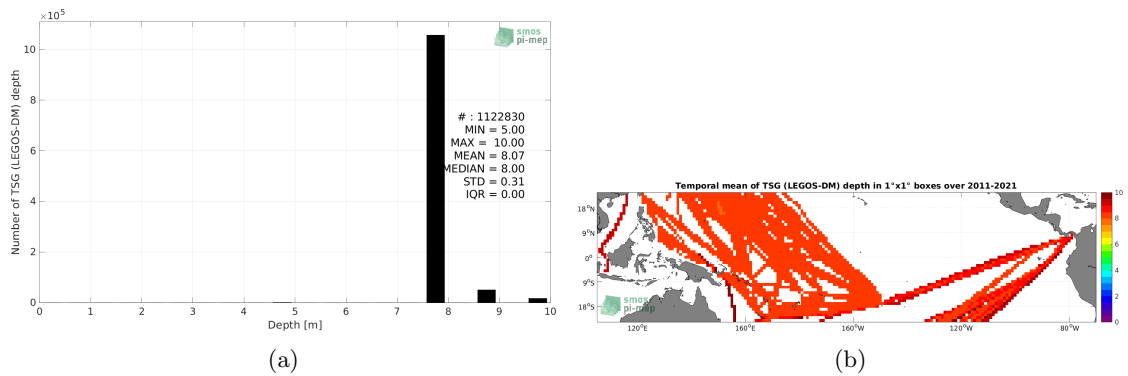 ×10⁵
smos
pi-mep
10
8
6
4
2
0
Number of TSG (LEGOS-DM) depth
# : 1122830
MIN = 5.00
MAX = 10.00
MEAN = 8.07
MEDIAN = 8.00
STD = 0.31
IQR = 0.00
0 1 2 3 4 5 6 7 8 9 10
Depth [m]
(a)
Temporal mean of TSG (LEGOS-DM) depth in 1°x1° boxes over 2011-2021
18°N
9°N
0°
9°S
18°S
smos
pi-mep
120°E 160°E 160°W 120°W 80°W
10
8
6
4
2
0
(b)